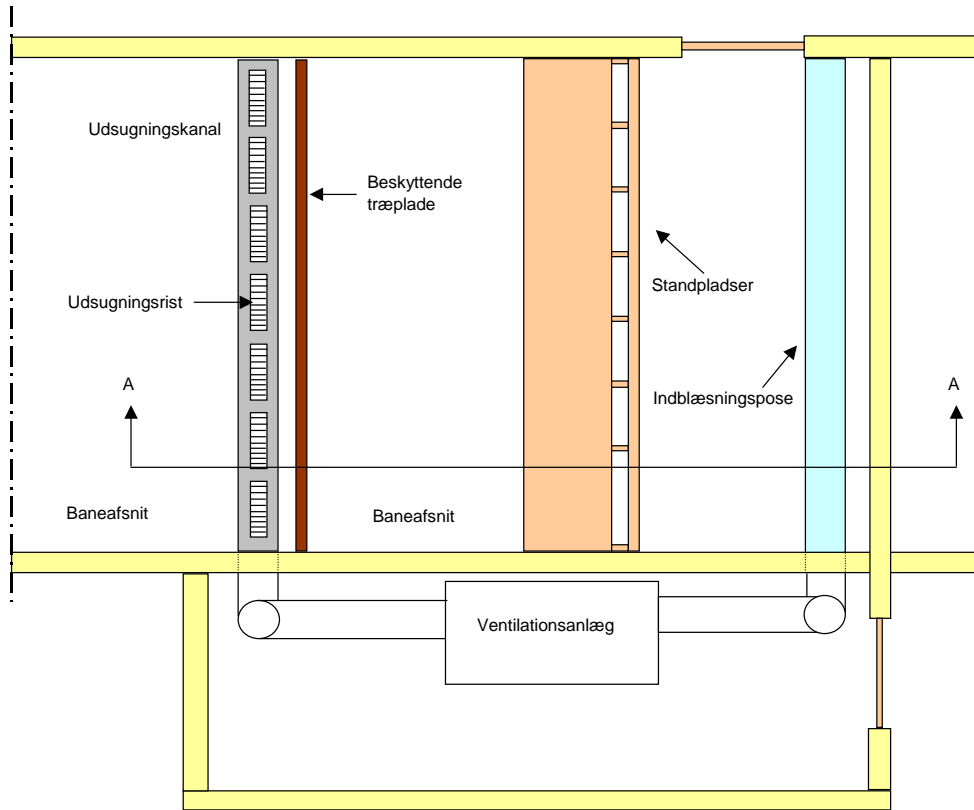 Udsugningskanal
Beskyttende
træplade
Standpladser
Udsugningsrist
A
A
Indblæsningspose
Baneafsnit
Baneafsnit
Ventilationsanlæg